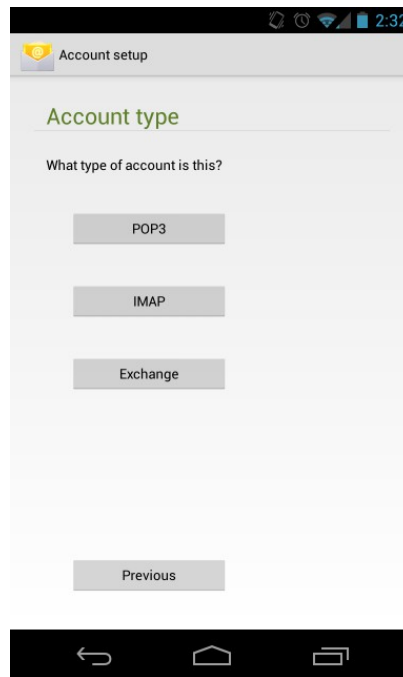 2:32
Account setup
Account type
What type of account is this?
POP3
IMAP
Exchange
Previous